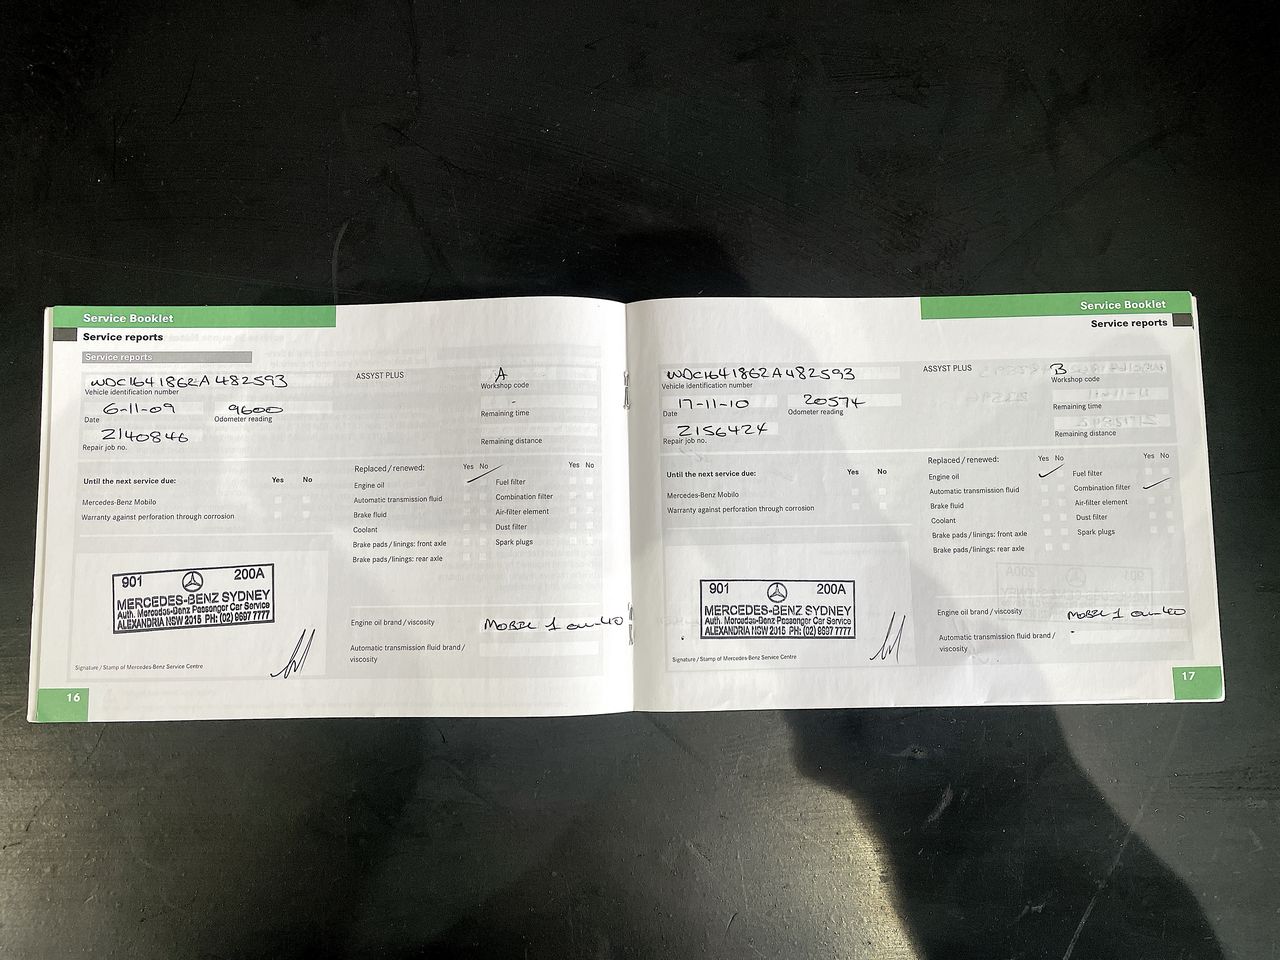 Service Booklet
Service reports
Service reports
WDC1641862A482593
Vehicle identification number
6-11-09 9600
Date Odometer reading
2140846
Repair job no.
ASSYST PLUS
A
Workshop code
Remaining time
Remaining distance
Until the next service due: Yes No
Mercedes-Benz Mobilo
Warranty against perforation through corrosion
Replaced/renewed: Yes No Yes No
Engine oil Fuel filter
Automatic transmission fluid Combination filter
Brake fluid Air-filter element
Coolant Dust filter
Brake pads/linings: front axle Spark plugs
Brake pads/linings: rear axle
901 200A
MERCEDES-BENZ SYDNEY
Auth. Mercedes-Benz Passenger Car Service
ALEXANDRIA NSW 2015 PH: (02) 9697 7777
Signature/Stamp of Mercedes-Benz Service Centre
Engine oil brand/viscosity MOBIL 1 0W-40
Automatic transmission fluid brand/
viscosity
16
Service Booklet
Service reports
WDC1641862A482593
Vehicle identification number
17-11-10 20574
Date Odometer reading
2156424
Repair job no.
ASSYST PLUS
B
Workshop code
Remaining time
Remaining distance
Until the next service due: Yes No
Mercedes-Benz Mobilo
Warranty against perforation through corrosion
Replaced/renewed: Yes No Yes No
Engine oil Fuel filter
Automatic transmission fluid Combination filter
Brake fluid Air-filter element
Coolant Dust filter
Brake pads/linings: front axle Spark plugs
Brake pads/linings: rear axle
901 200A
MERCEDES-BENZ SYDNEY
Auth. Mercedes-Benz Passenger Car Service
ALEXANDRIA NSW 2015 PH: (02) 9697 7777
Signature/Stamp of Mercedes-Benz Service Centre
Engine oil brand/viscosity MOBIL 1 0W-40
Automatic transmission fluid brand/
viscosity
17